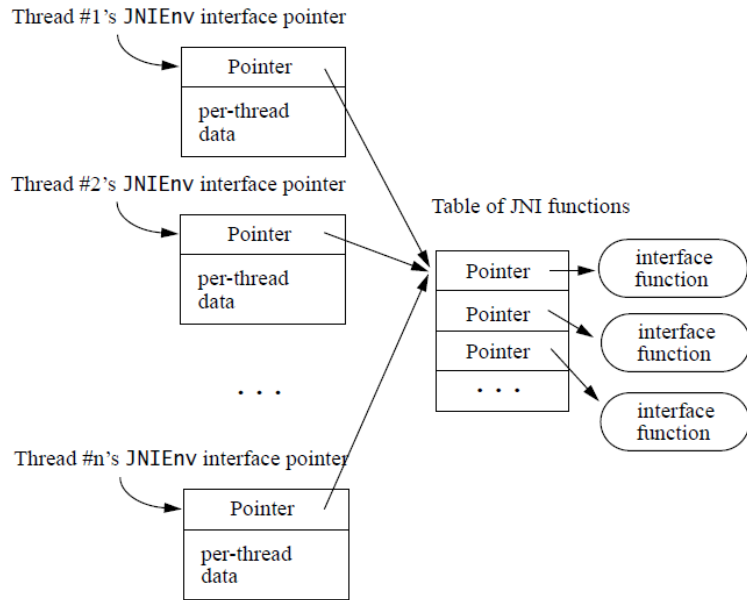 Thread #1's JNIEnv interface pointer
Pointer
per-thread
data
Thread #2's JNIEnv interface pointer
Pointer
per-thread
data
. . .
Thread #n's JNIEnv interface pointer
Pointer
per-thread
data
Table of JNI functions
Pointer
Pointer
Pointer
. . .
interface
function
interface
function
interface
function